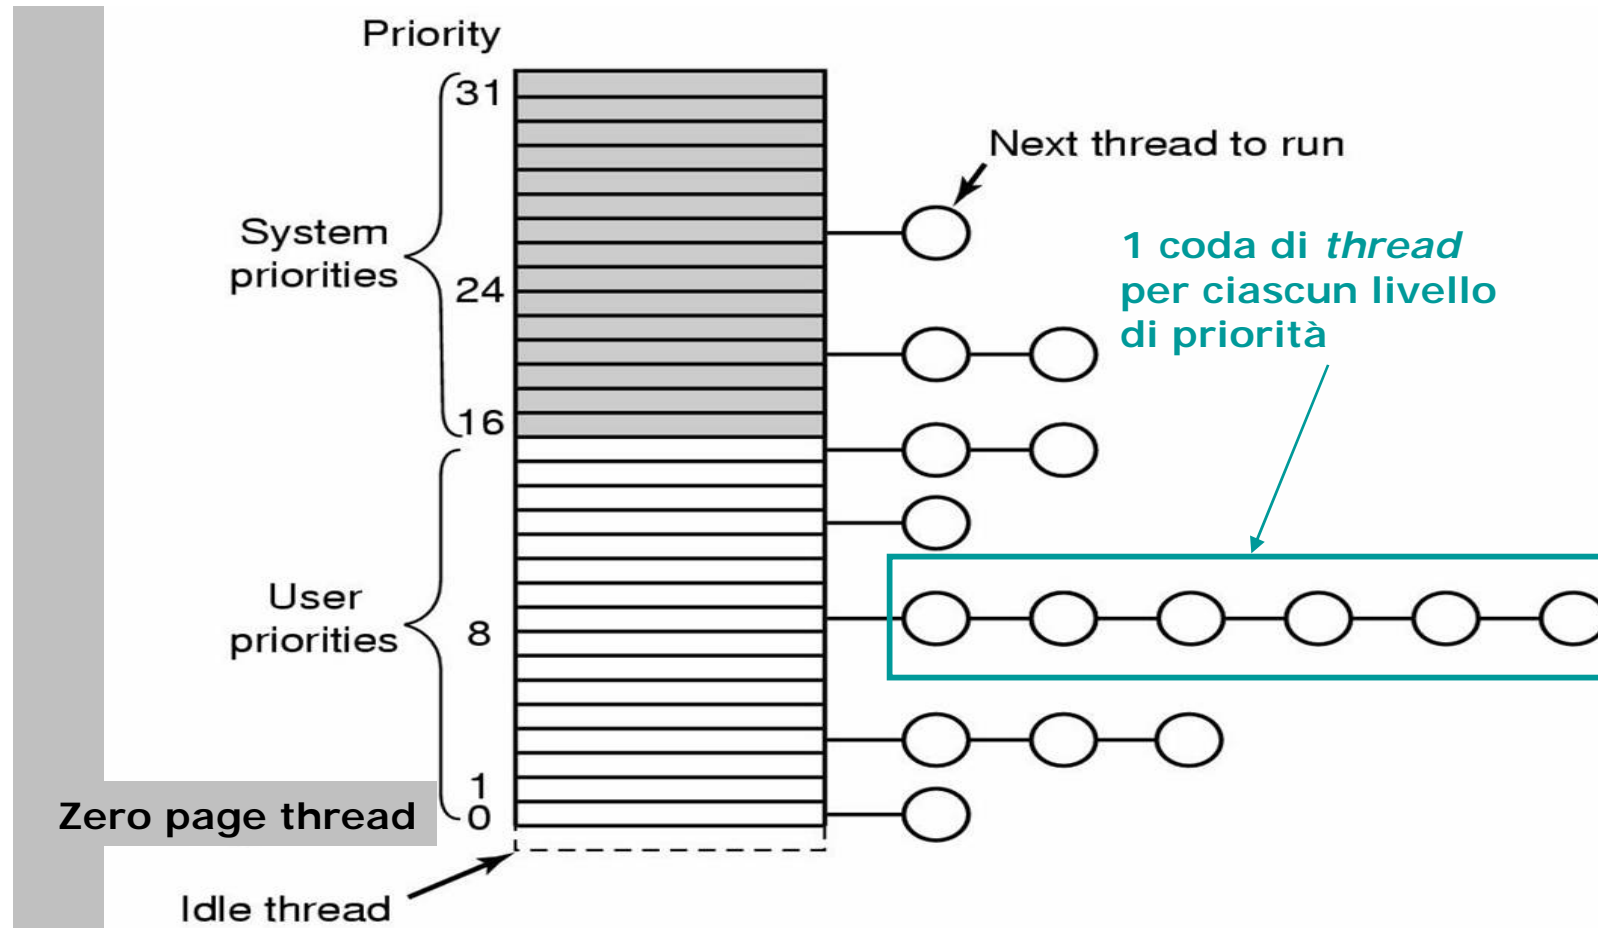 Priority
31
Next thread to run
System
priorities
1 coda di thread
per ciascun livello
di priorità
24
16
User
priorities
8
1
0
Zero page thread
Idle thread